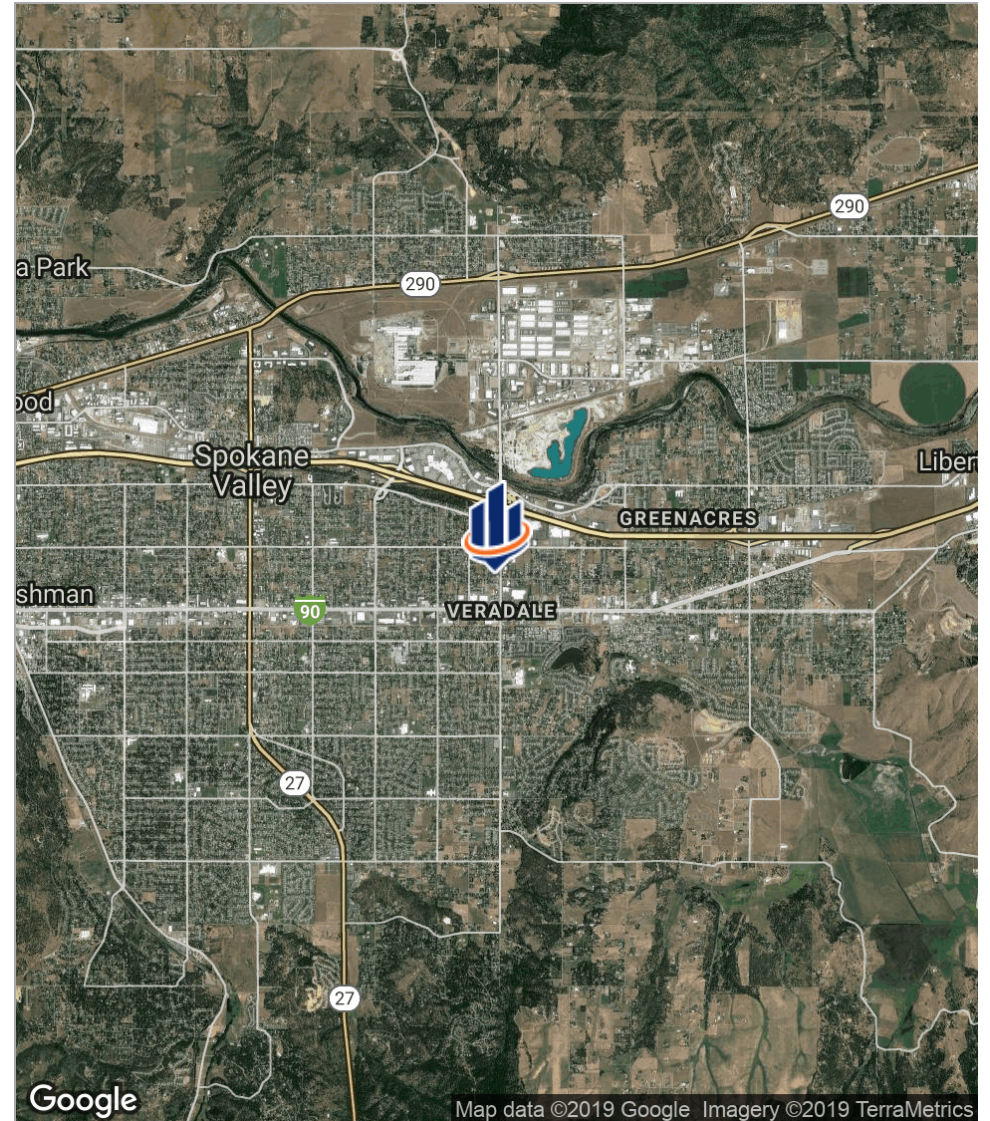 290
a Park
290
ood
Spokane
Valley
Liber
GREENACRES
shman
90
VERADALE
27
27
Google
Map data ©2019 Google Imagery ©2019 TerraMetrics